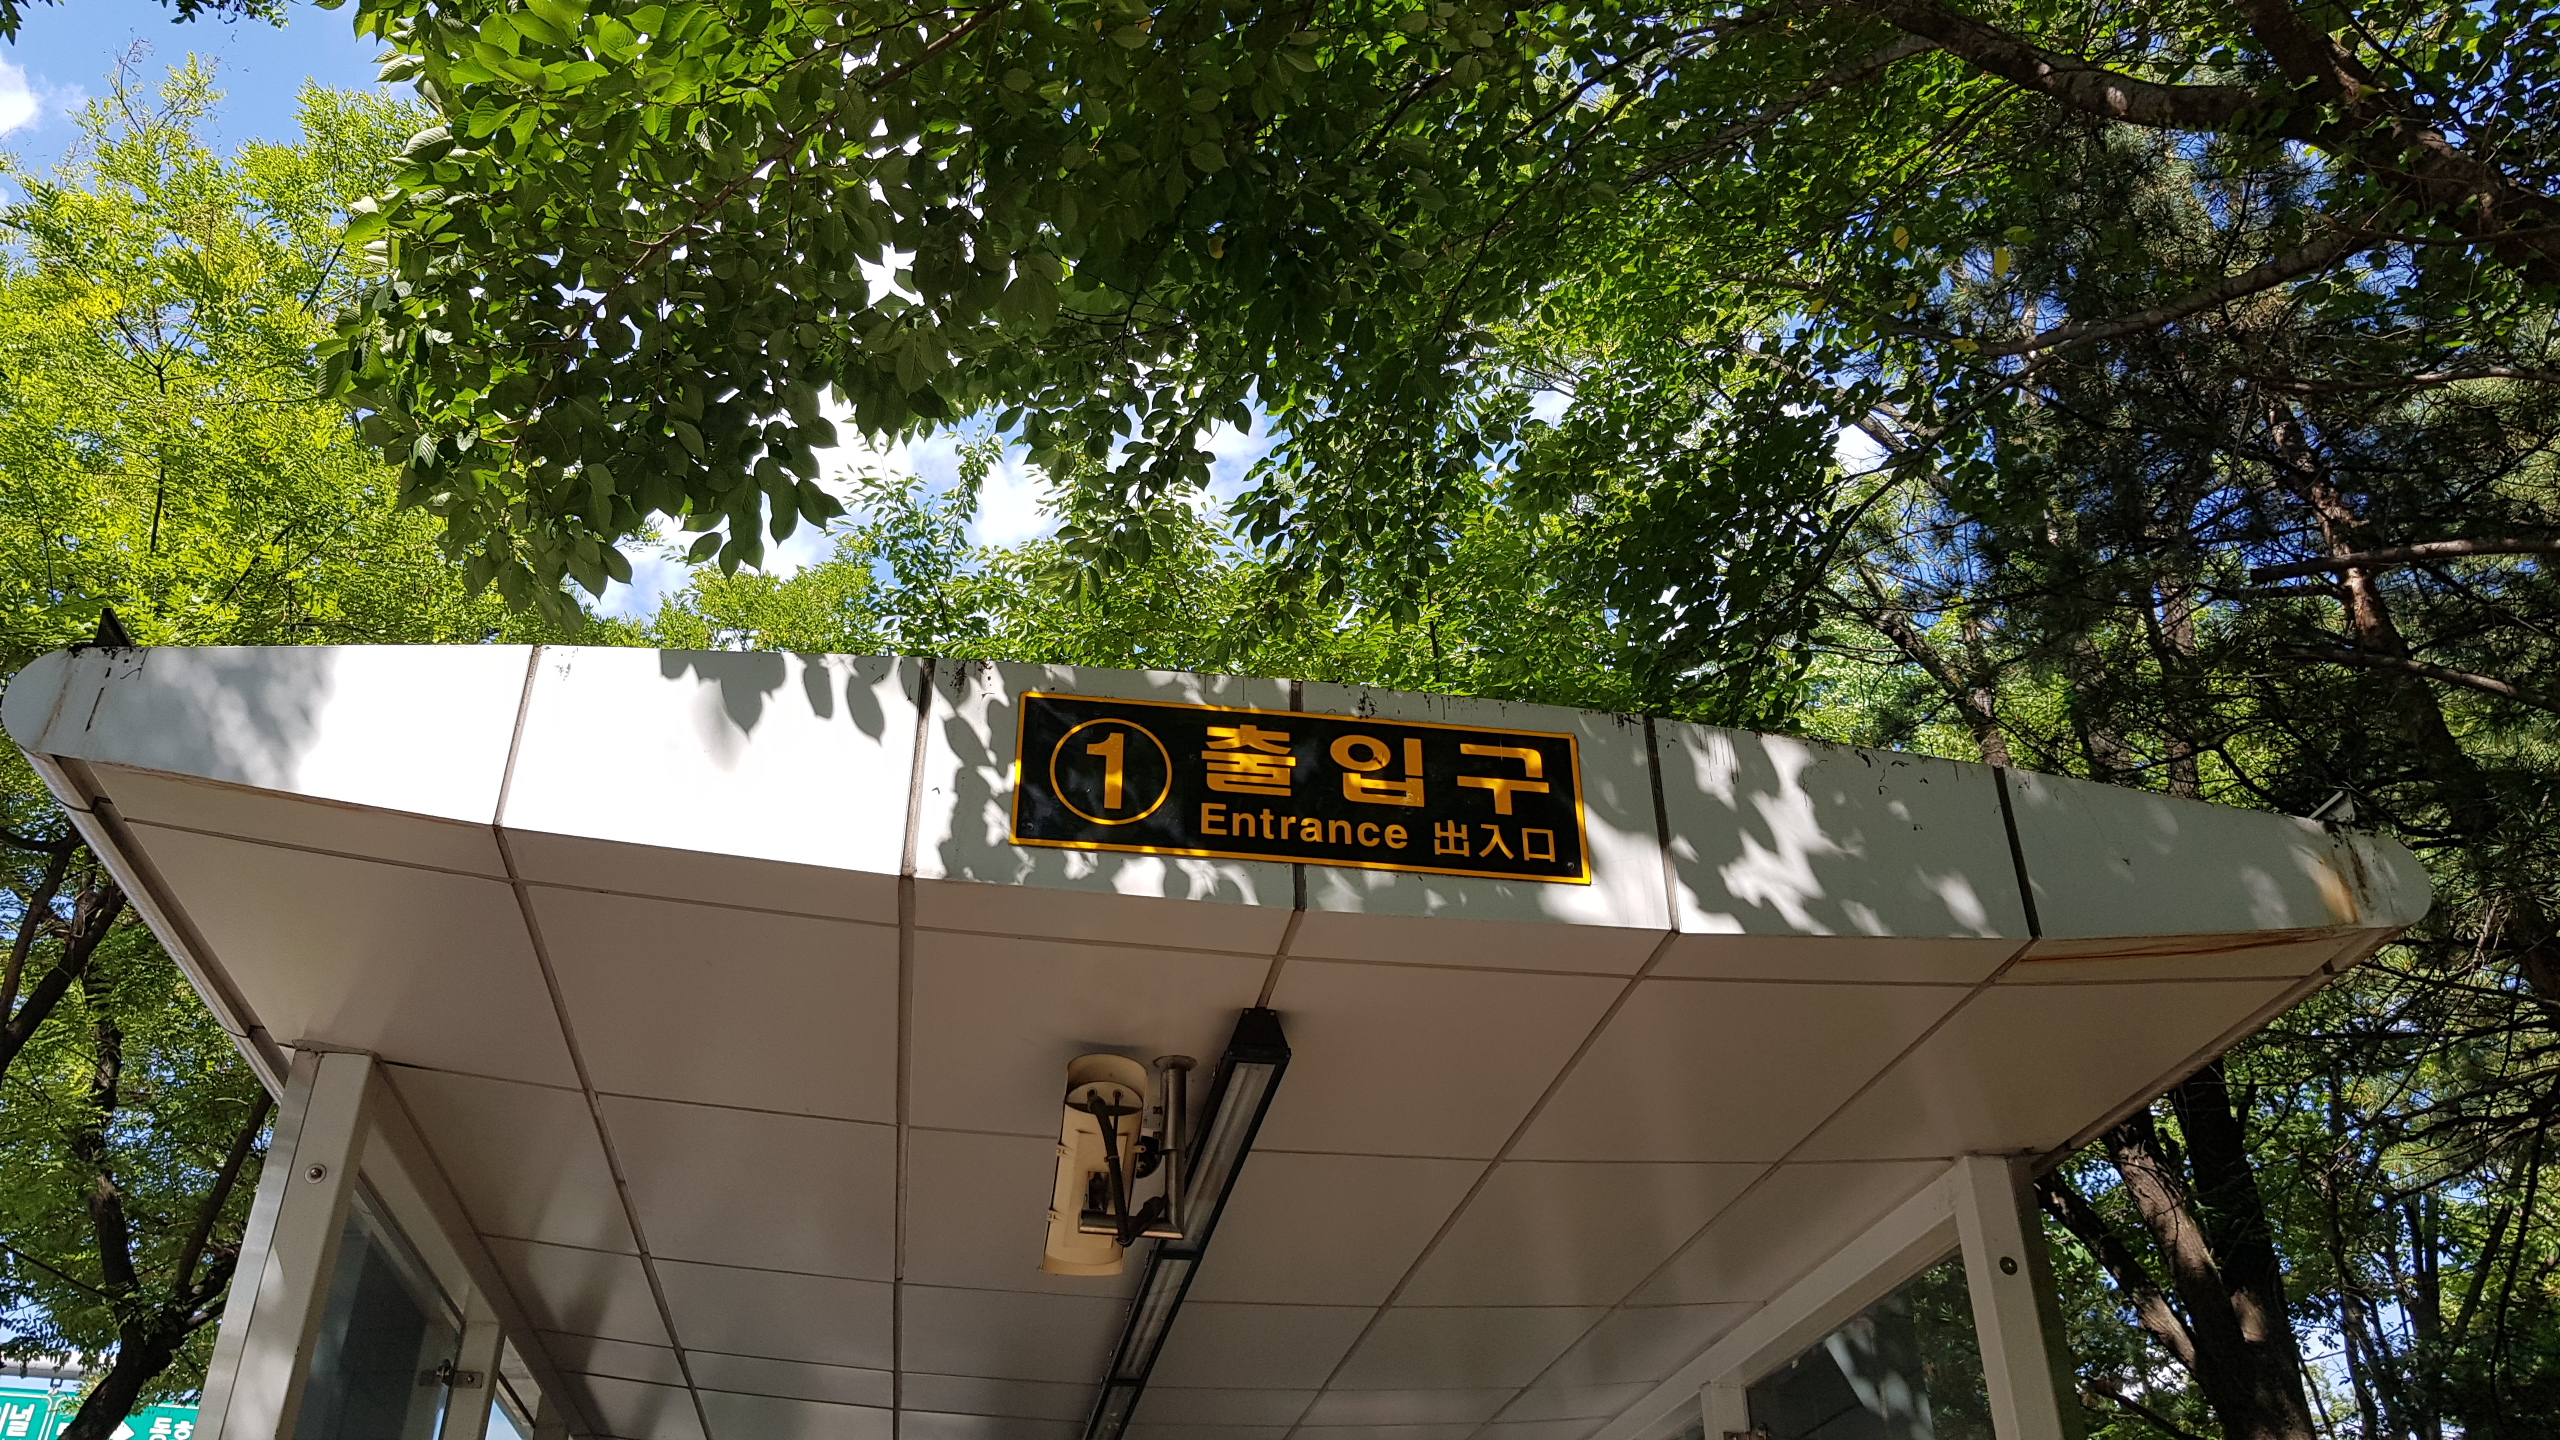 ① 출입구
Entrance 出入口